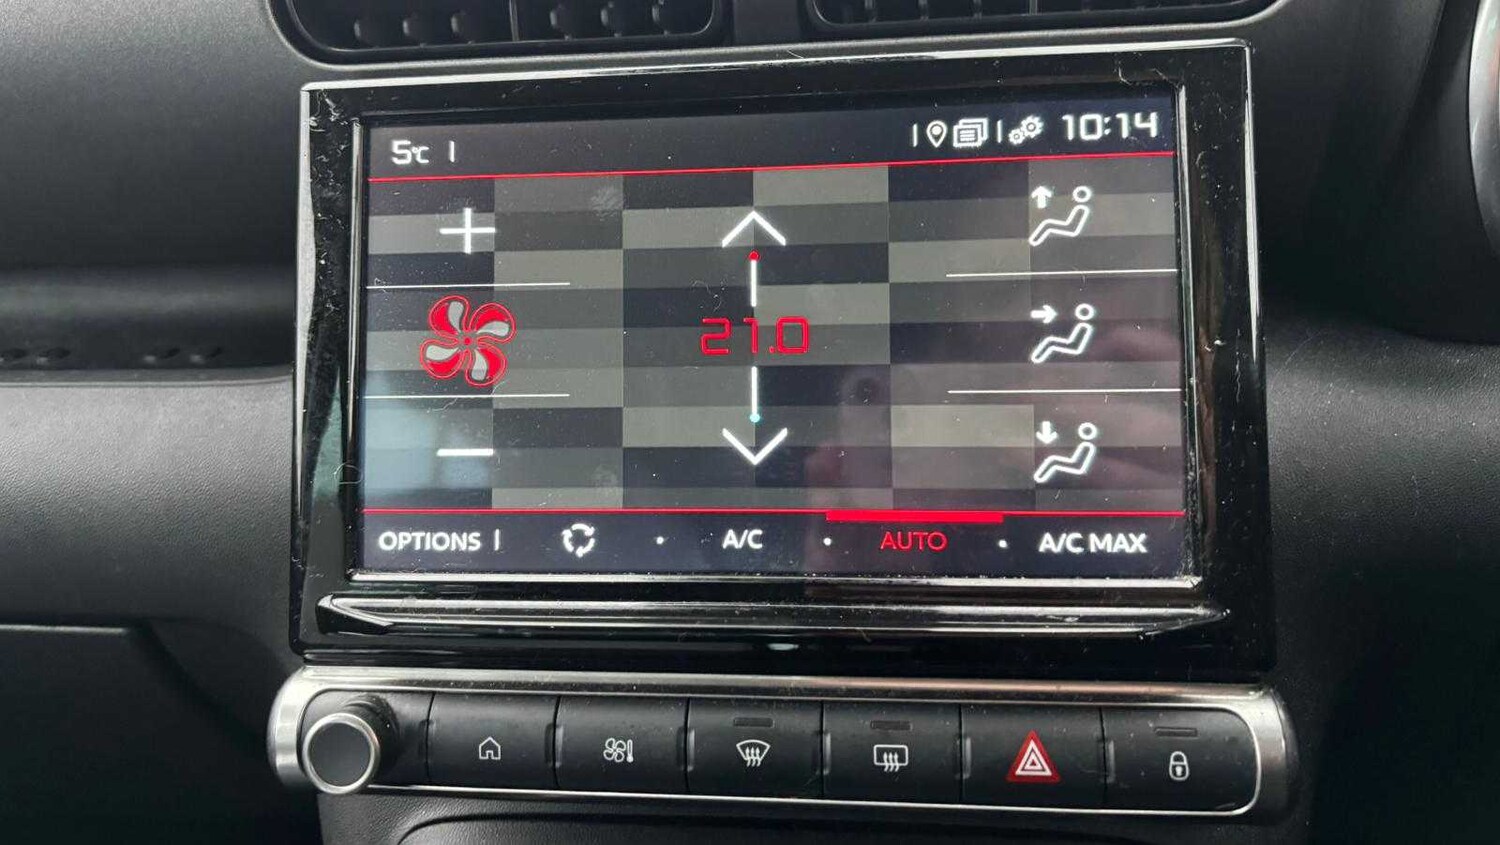 5°C
10:14
21.0
OPTIONS A/C AUTO A/C MAX